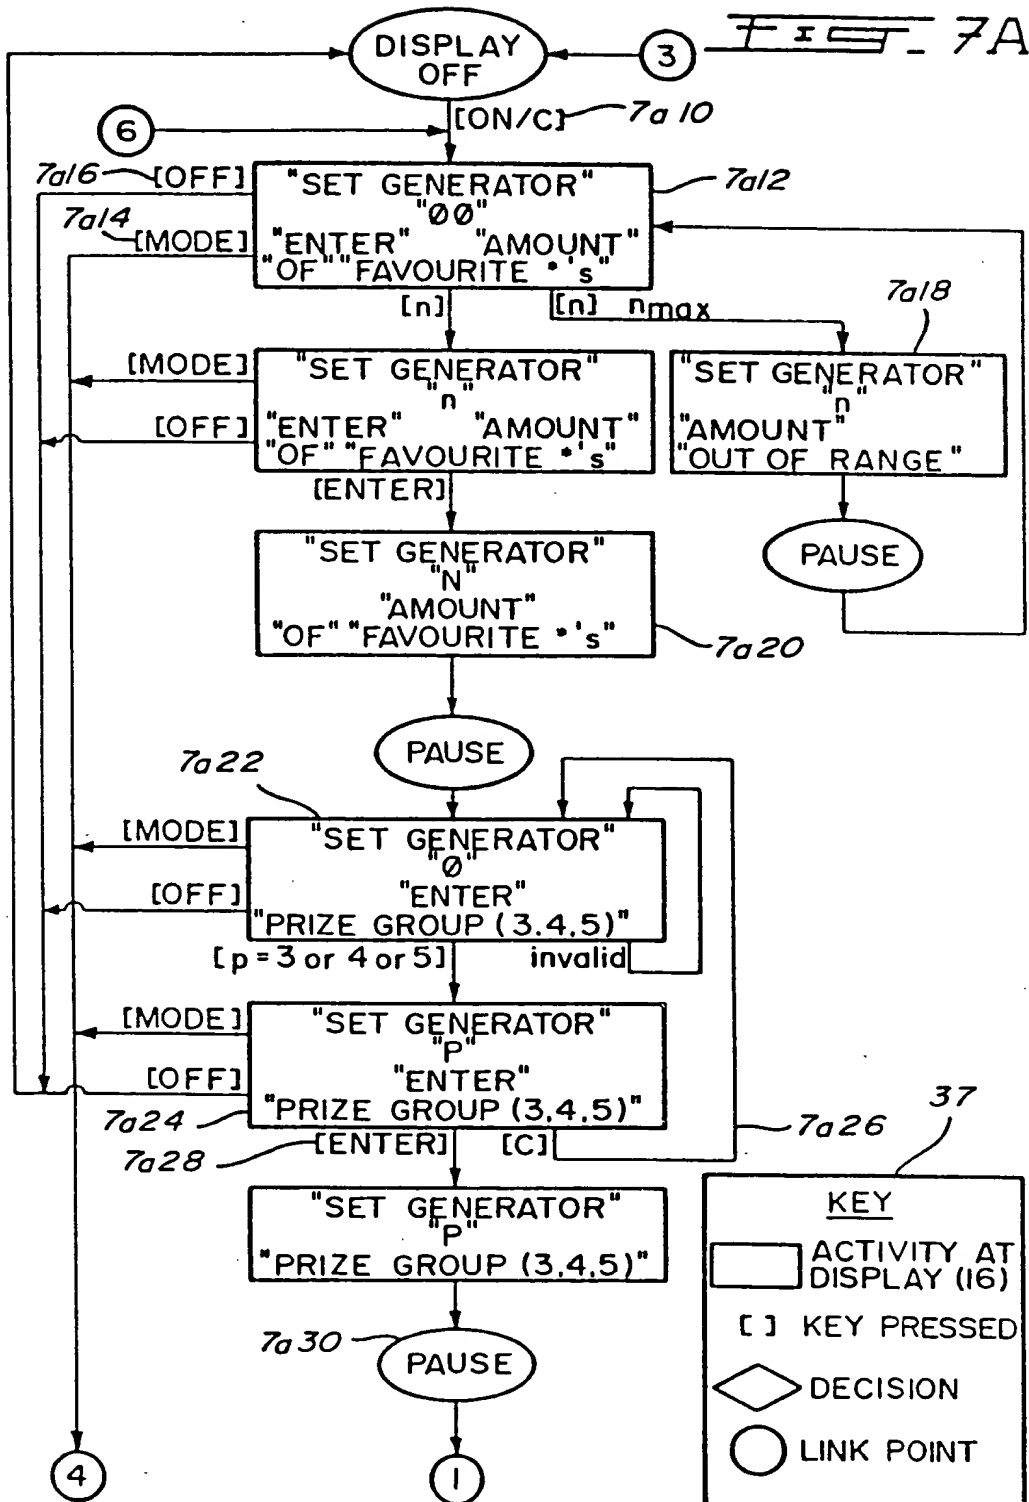 FIG. 7A
DISPLAY
OFF
3
[ON/C]
7a10
6
7a16
[OFF]
"SET GENERATOR"
"ØØ"
"ENTER" "AMOUNT"
"OF" "FAVOURITE *'s"
7a12
7a14
[MODE]
[n]
[n] nmax
7a18
[MODE]
[OFF]
"SET GENERATOR"
"n"
"ENTER" "AMOUNT"
"OF" "FAVOURITE *'s"
"SET GENERATOR"
"n"
"AMOUNT"
"OUT OF RANGE"
[ENTER]
PAUSE
"SET GENERATOR"
"N"
"AMOUNT"
"OF" "FAVOURITE *'s"
7a20
PAUSE
7a22
[MODE]
[OFF]
"SET GENERATOR"
"Ø"
"ENTER"
"PRIZE GROUP (3,4,5)"
[p = 3 or 4 or 5]
invalid
[MODE]
[OFF]
"SET GENERATOR"
"P"
"ENTER"
"PRIZE GROUP (3,4,5)"
7a24
7a26
7a28
[ENTER]
[C]
"SET GENERATOR"
"P"
"PRIZE GROUP (3,4,5)"
7a30
PAUSE
4
1
37
KEY
ACTIVITY AT
DISPLAY (16)
[ ] KEY PRESSED
DECISION
LINK POINT